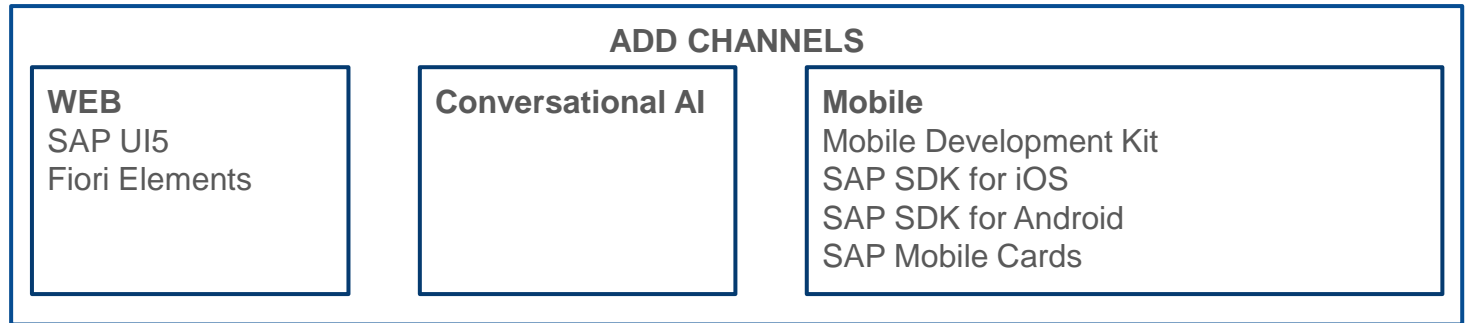 ADD CHANNELS
WEB
SAP UI5
Fiori Elements
Conversational AI
Mobile
Mobile Development Kit
SAP SDK for iOS
SAP SDK for Android
SAP Mobile Cards